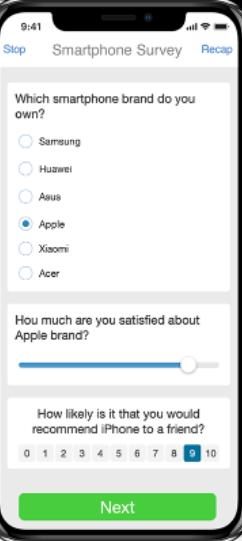 9:41
Stop Smartphone Survey Recap
Which smartphone brand do you
own?
Samsung
Huawei
Asus
Apple
Xiaomi
Acer
Hou much are you satisfied about
Apple brand?
How likely is it that you would
recommend iPhone to a friend?
0 1 2 3 4 5 6 7 8 9 10
Next